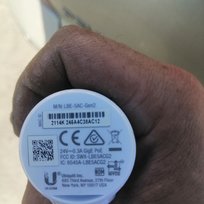 M/N: LBE-5AC-Gen2
2114K 246A4C38AC12
24V⎓0.3A GigE PoE
FCC ID: SWX-LBE5ACG2
IC: 6545A-LBE5ACG2
Ubiquiti Inc.
685 Third Avenue, 27th Floor
New York, NY 10017 USA